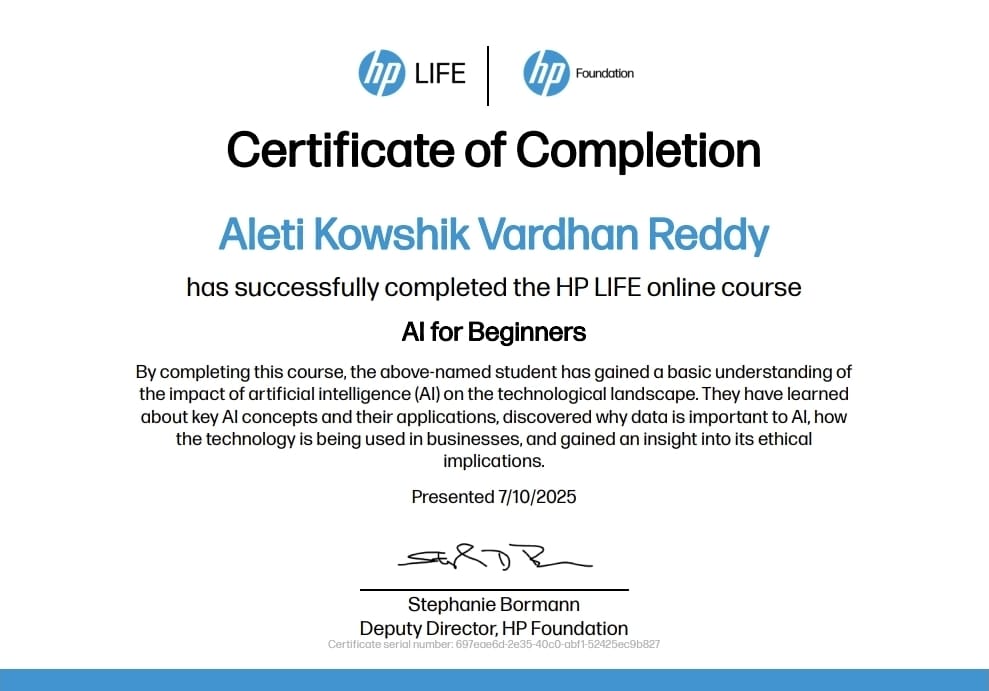 hp LIFE
hp Foundation
Certificate of Completion
Aleti Kowshik Vardhan Reddy
has successfully completed the HP LIFE online course
AI for Beginners
By completing this course, the above-named student has gained a basic understanding of
the impact of artificial intelligence (AI) on the technological landscape. They have learned
about key AI concepts and their applications, discovered why data is important to AI, how
the technology is being used in businesses, and gained an insight into its ethical
implications.
Presented 7/10/2025
Stephanie Bormann
Deputy Director, HP Foundation
Certificate serial number: 697eae6d-2e35-40c0-abf1-52425ec9b827